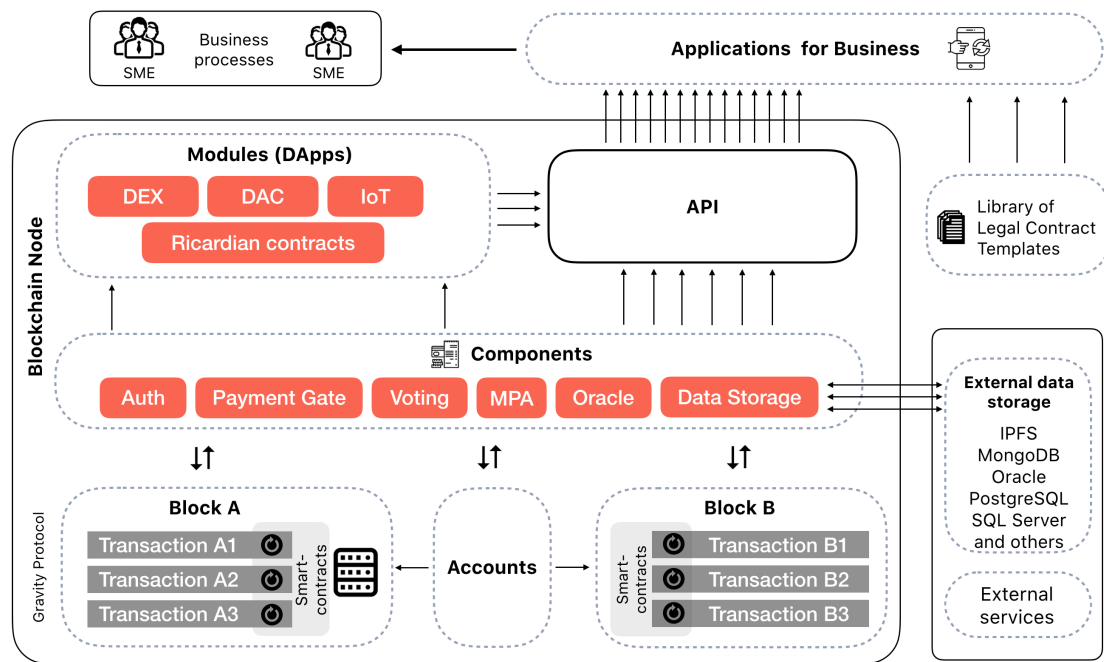 SME
Business
processes
SME
Applications for Business
Blockchain Node
Modules (DApps)
DEX
DAC
IoT
Ricardian contracts
API
Library of
Legal Contract
Templates
Components
Auth
Payment Gate
Voting
MPA
Oracle
Data Storage
External data
storage
IPFS
MongoDB
Oracle
PostgreSQL
SQL Server
and others
External
services
Gravity Protocol
Block A
Transaction A1
Transaction A2
Transaction A3
Smart-
contracts
Accounts
Block B
Smart-
contracts
Transaction B1
Transaction B2
Transaction B3